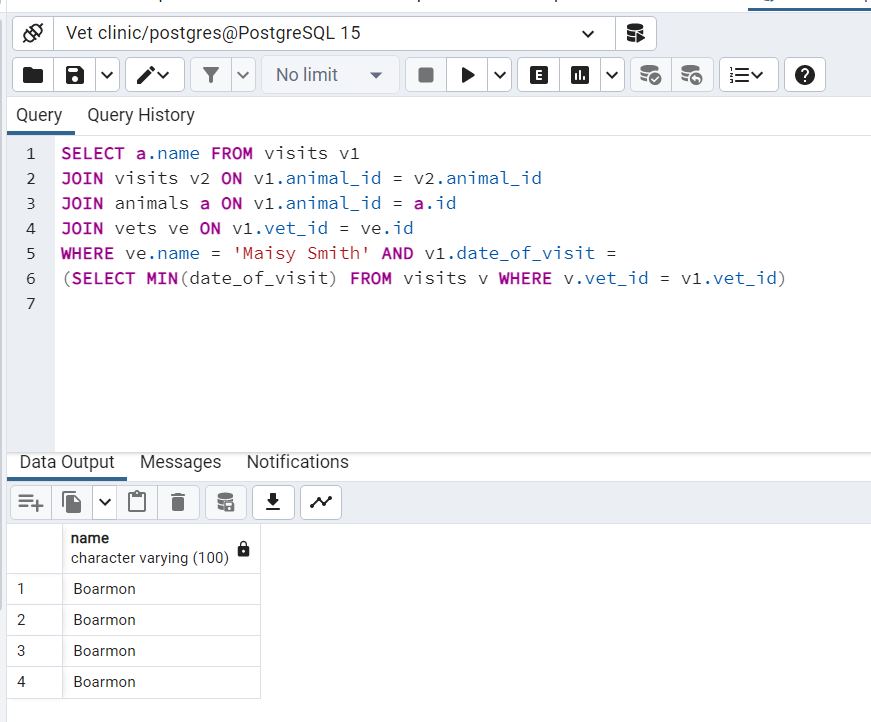 Vet clinic/postgres@PostgreSQL 15
No limit
E
Query Query History
1 SELECT a.name FROM visits v1
2 JOIN visits v2 ON v1.animal_id = v2.animal_id
3 JOIN animals a ON v1.animal_id = a.id
4 JOIN vets ve ON v1.vet_id = ve.id
5 WHERE ve.name = 'Maisy Smith' AND v1.date_of_visit =
6 (SELECT MIN(date_of_visit) FROM visits v WHERE v.vet_id = v1.vet_id)
7
Data Output Messages Notifications
name
character varying (100)
1 Boarmon
2 Boarmon
3 Boarmon
4 Boarmon